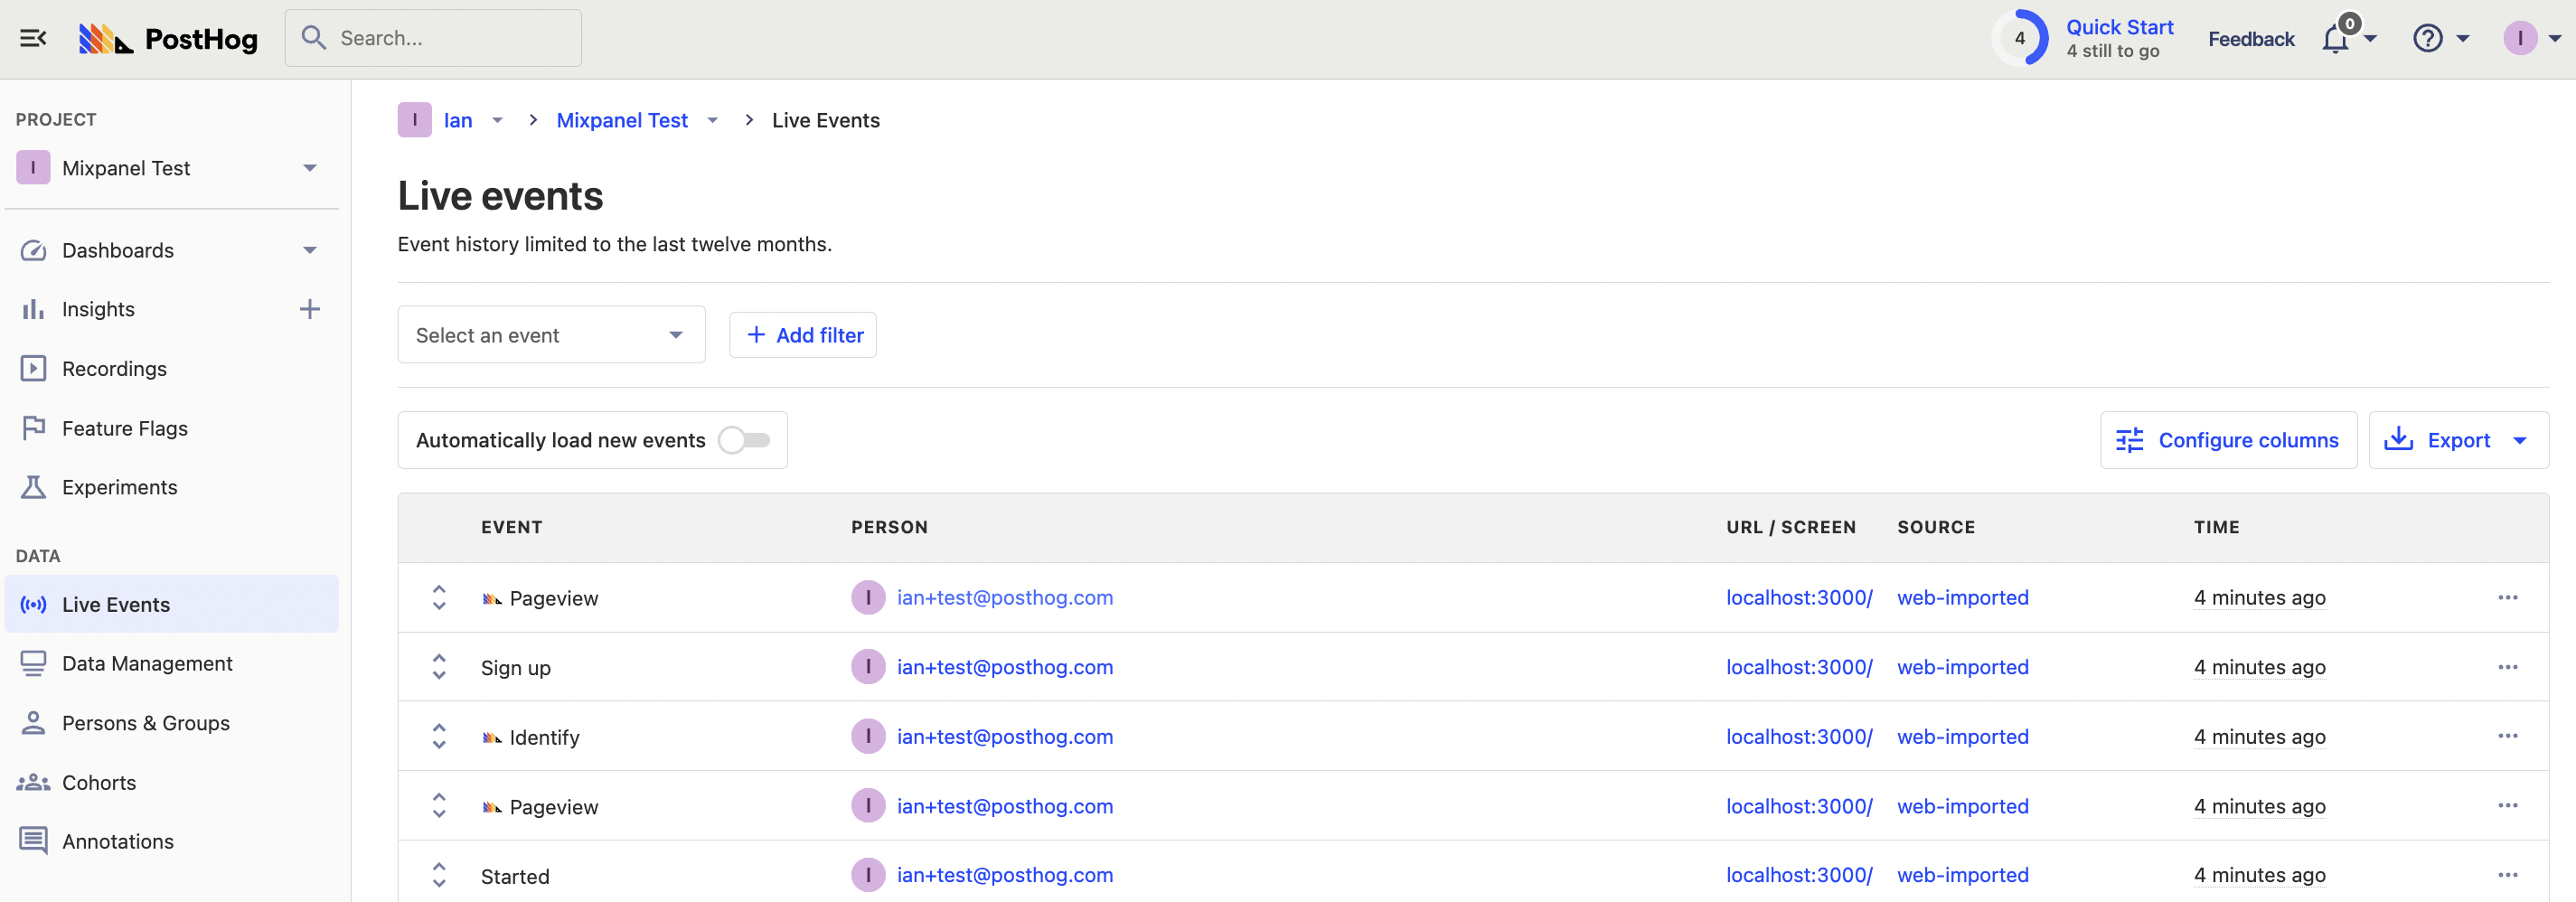 PostHog
Search...
4
Quick Start
4 still to go
Feedback
0
I
PROJECT
I Mixpanel Test
Dashboards
Insights
Recordings
Feature Flags
Experiments
DATA
Live Events
Data Management
Persons & Groups
Cohorts
Annotations
I Ian > Mixpanel Test > Live Events
Live events
Event history limited to the last twelve months.
Select an event
+ Add filter
Automatically load new events
Configure columns
Export
EVENT PERSON URL / SCREEN SOURCE TIME
Pageview I ian+test@posthog.com localhost:3000/ web-imported 4 minutes ago
Sign up I ian+test@posthog.com localhost:3000/ web-imported 4 minutes ago
Identify I ian+test@posthog.com localhost:3000/ web-imported 4 minutes ago
Pageview I ian+test@posthog.com localhost:3000/ web-imported 4 minutes ago
Started I ian+test@posthog.com localhost:3000/ web-imported 4 minutes ago